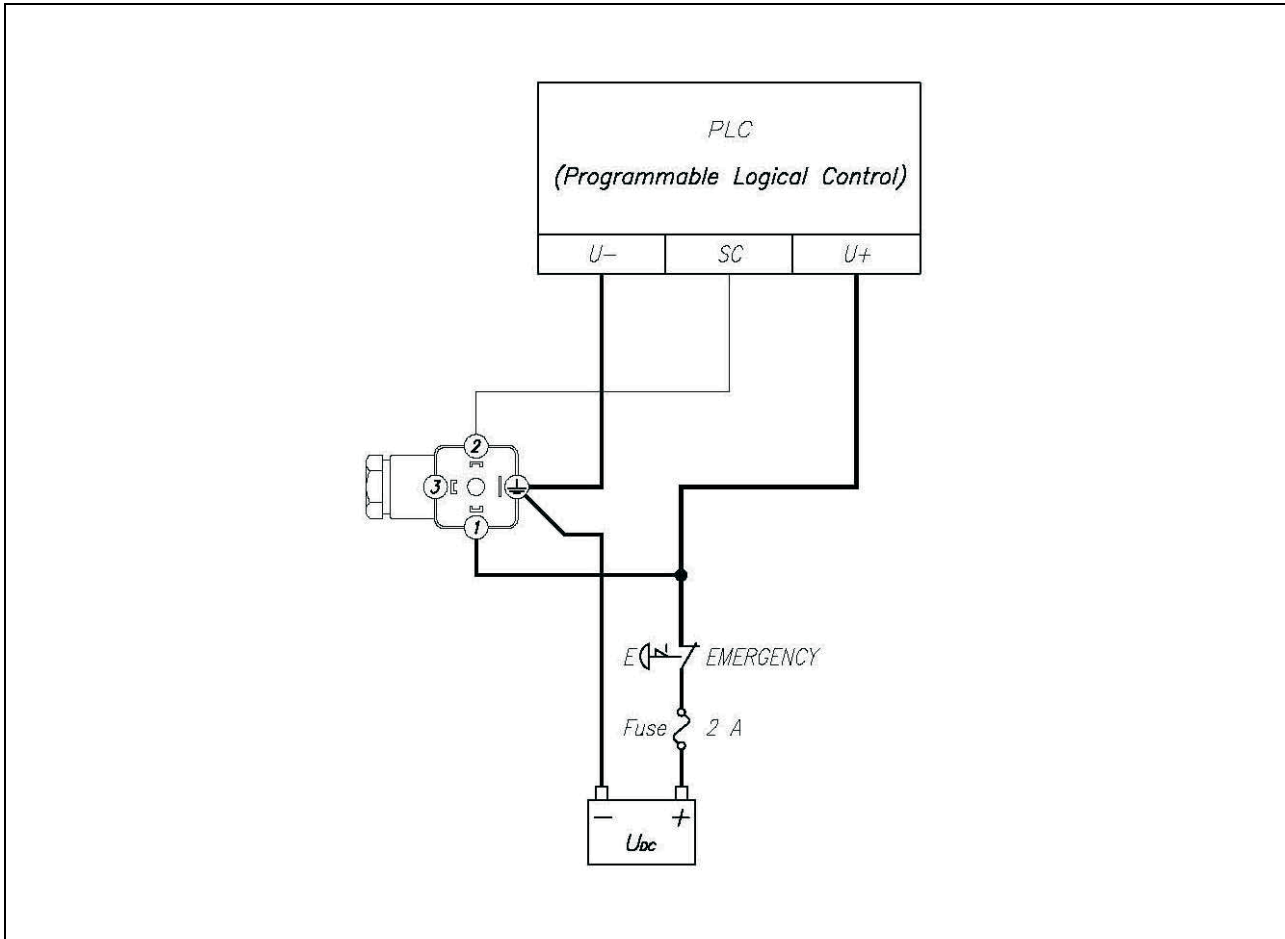 PLC
(Programmable Logical Control)
U- SC U+
2
3
1
E EMERGENCY
Fuse 2 A
- +
UDC